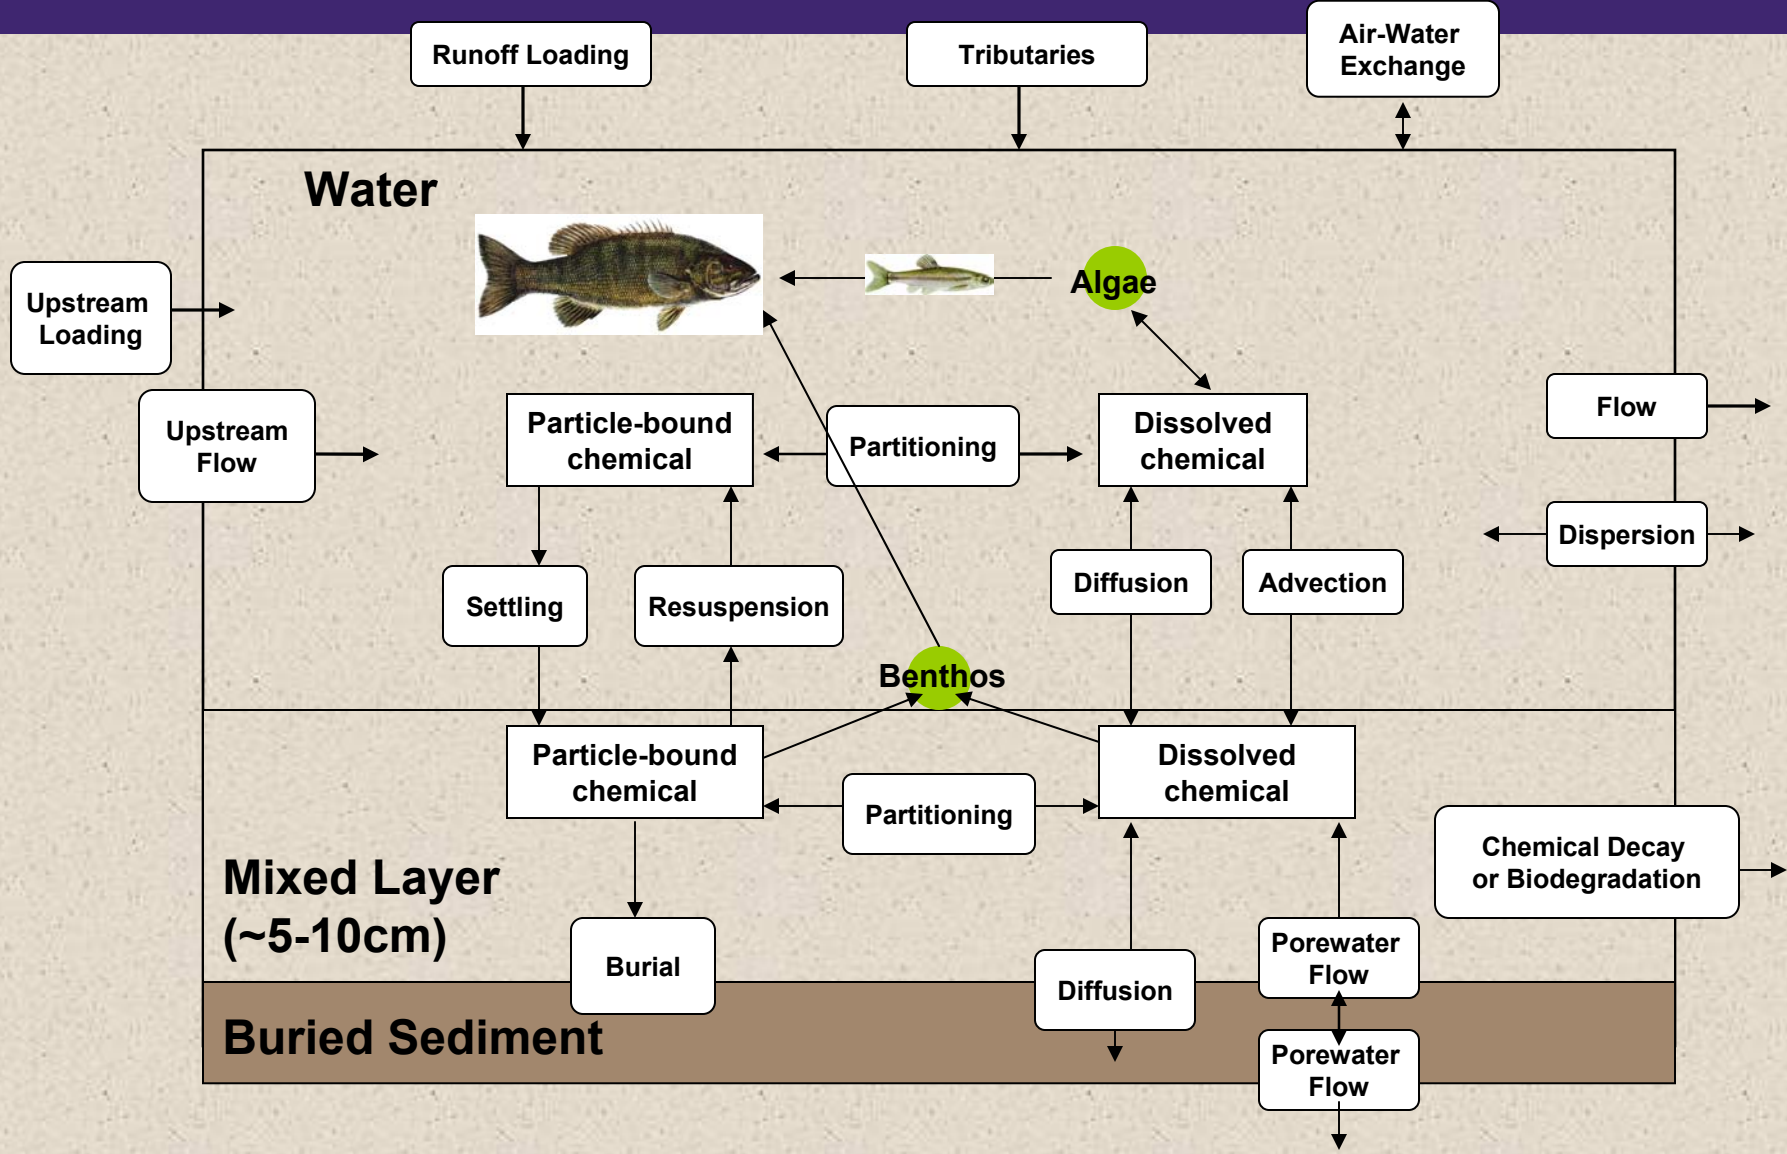 Runoff Loading
Tributaries
Air-Water
Exchange
Water
Upstream
Loading
Algae
Upstream
Flow
Particle-bound
chemical
Partitioning
Dissolved
chemical
Flow
Dispersion
Settling
Resuspension
Diffusion
Advection
Benthos
Particle-bound
chemical
Partitioning
Dissolved
chemical
Chemical Decay
or Biodegradation
Mixed Layer
(~5-10cm)
Burial
Diffusion
Porewater
Flow
Buried Sediment
Porewater
Flow